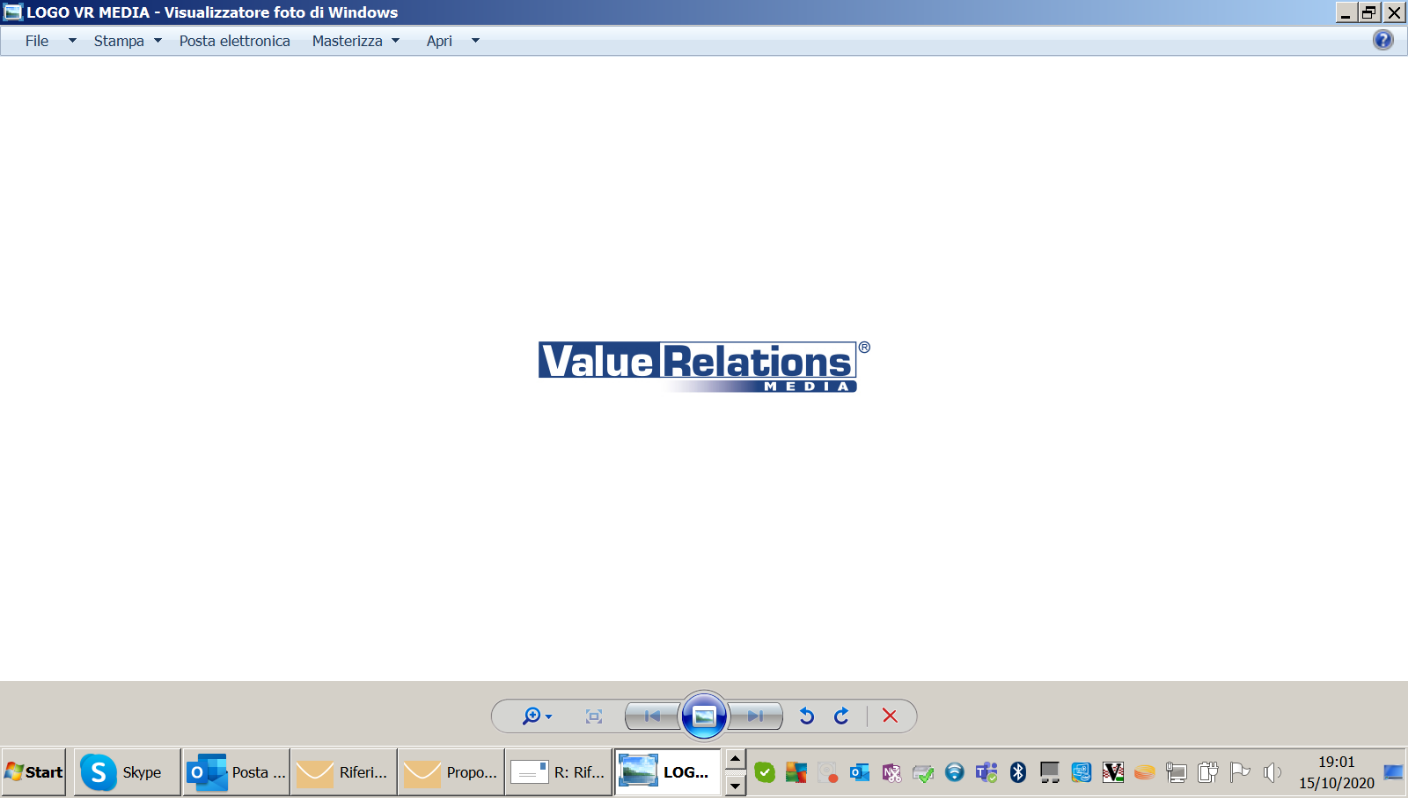 LOGO VR MEDIA - Visualizzatore foto di Windows
File Stampa Posta elettronica Masterizza Apri
Value Relations ®
MEDIA
Start Skype Posta ... Riferi... Propo... R: Rif... LOG... 19:01
15/10/2020